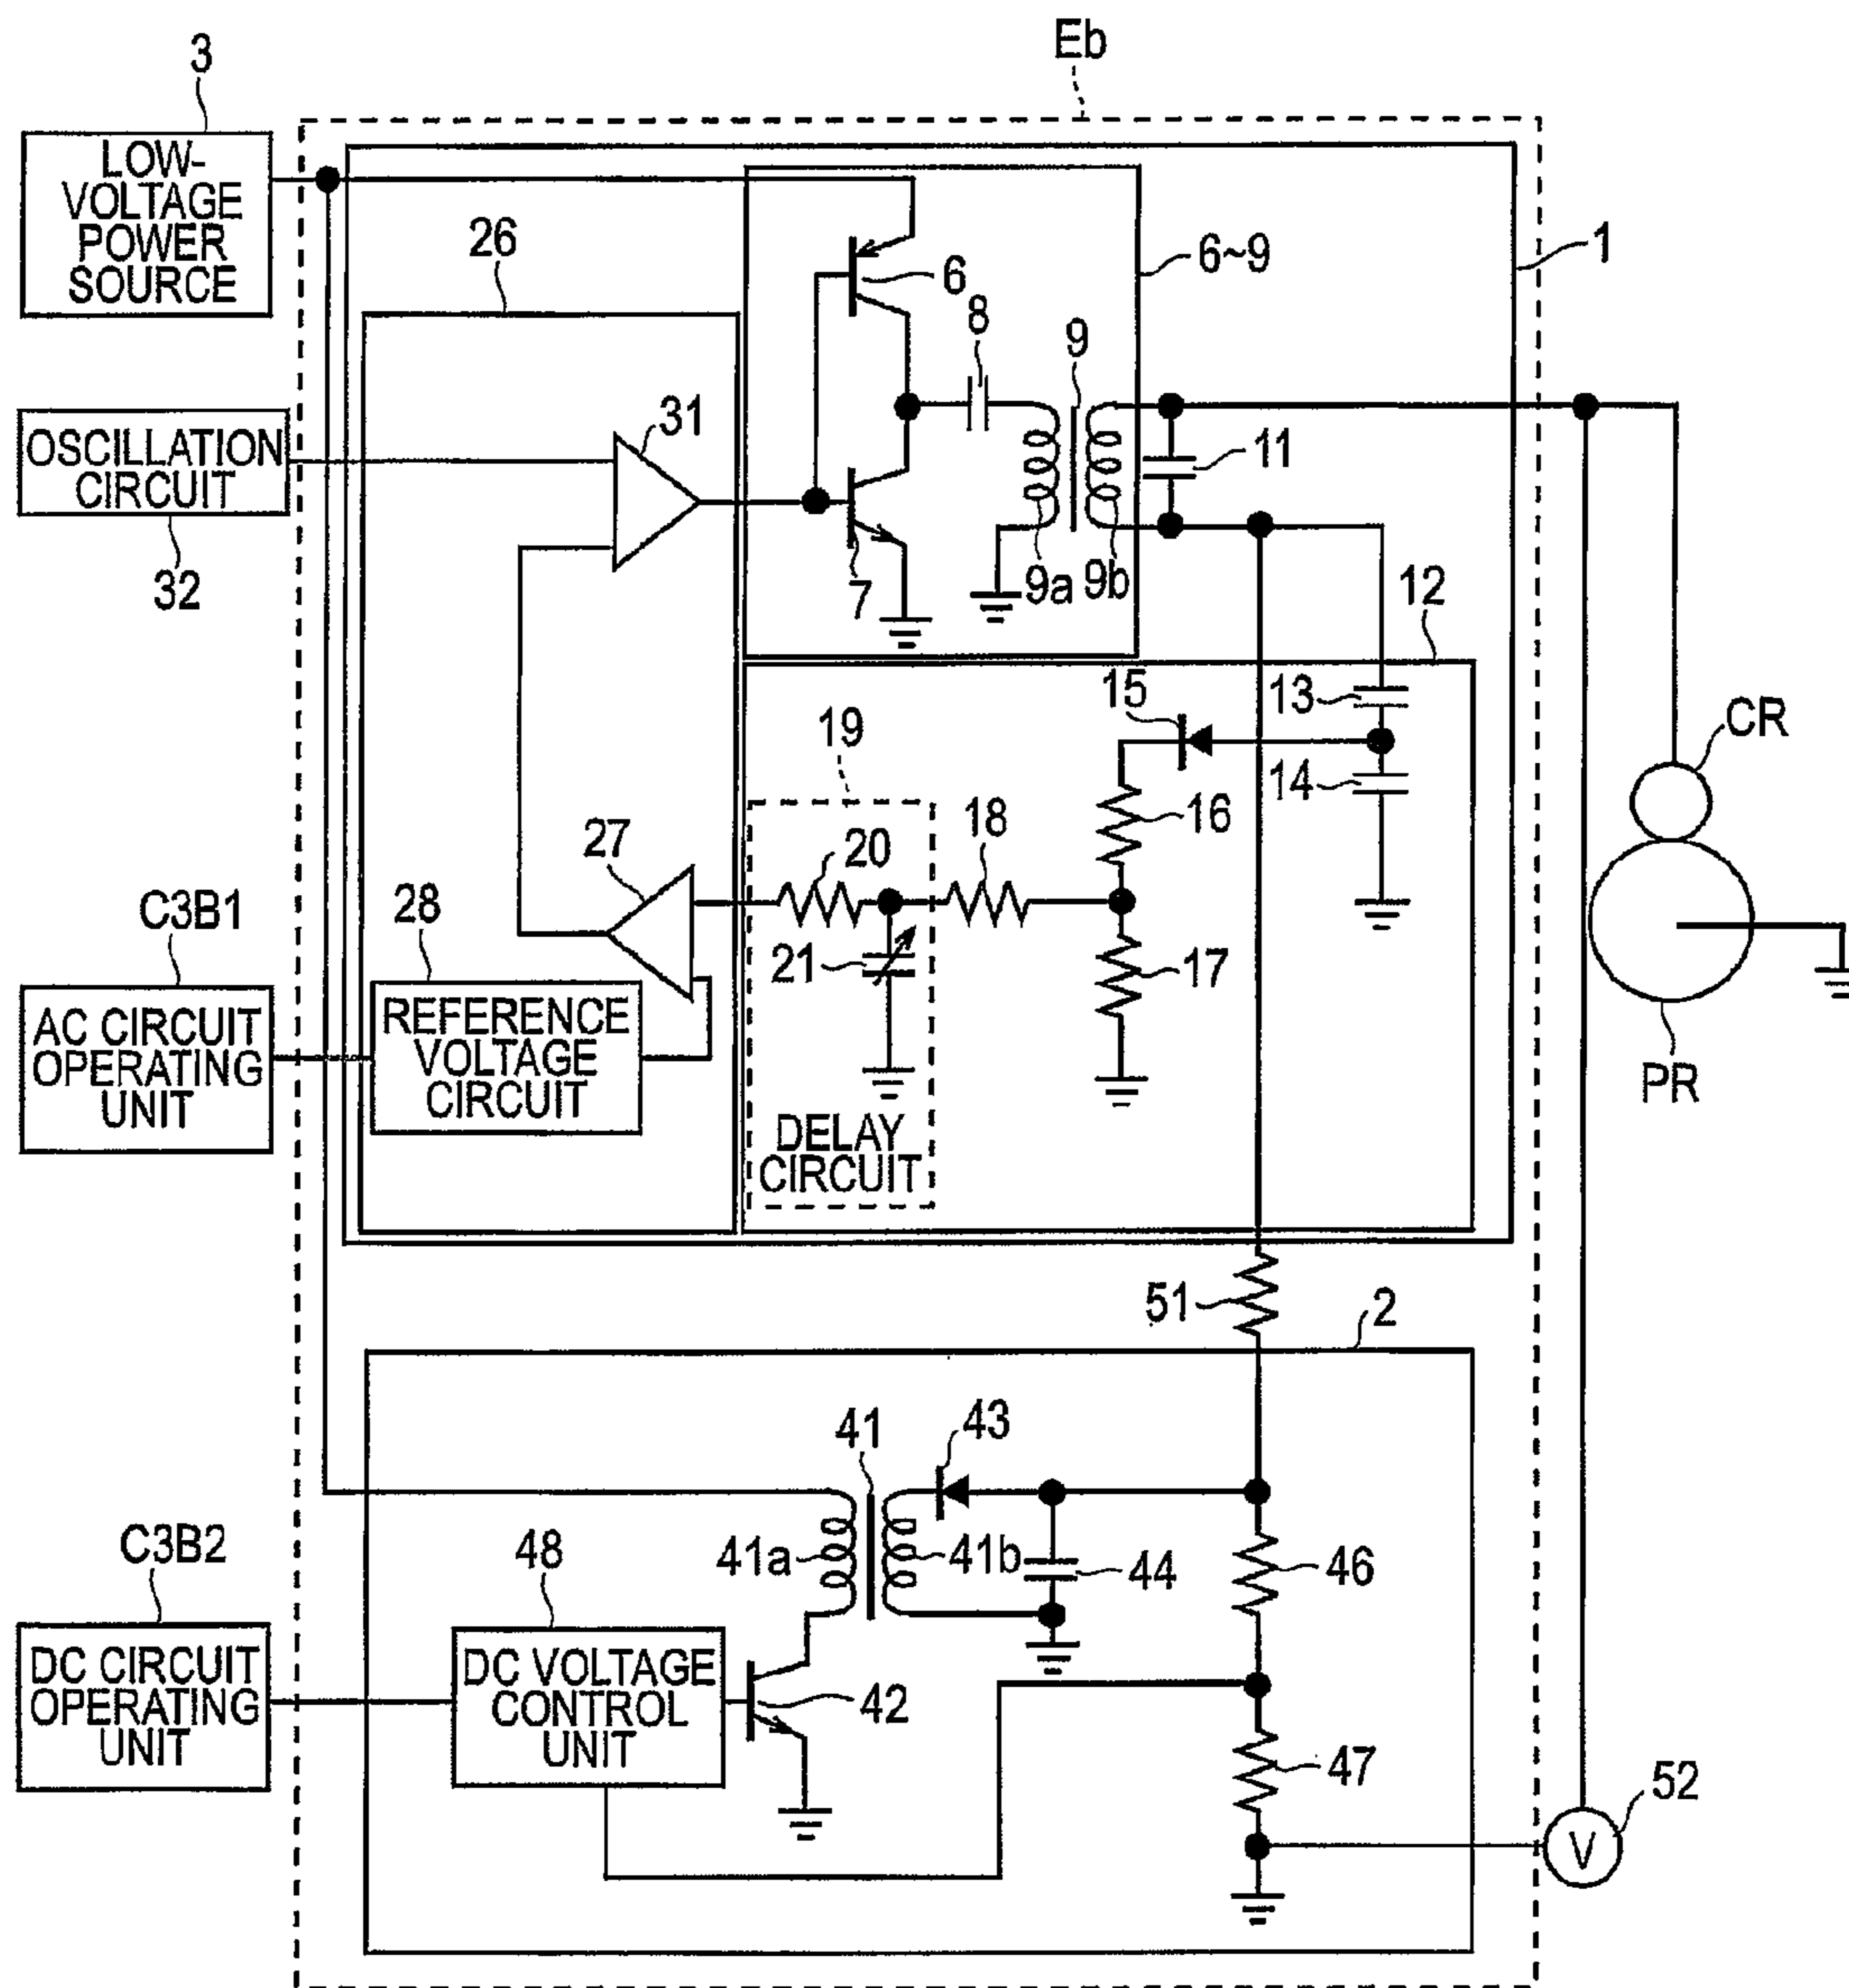 Eb
3
LOW-
VOLTAGE
POWER
SOURCE
26
6
6~9
1
8
9
31
OSCILLATION
CIRCUIT
32
11
7
9a
9b
12
15
13
CR
19
14
16
18
20
27
C3B1
28
21
17
AC CIRCUIT
OPERATING
UNIT
REFERENCE
VOLTAGE
CIRCUIT
PR
DELAY
CIRCUIT
51
2
41
43
C3B2
48
41a
41b
44
46
DC CIRCUIT
OPERATING
UNIT
DC VOLTAGE
CONTROL
UNIT
42
47
52
V